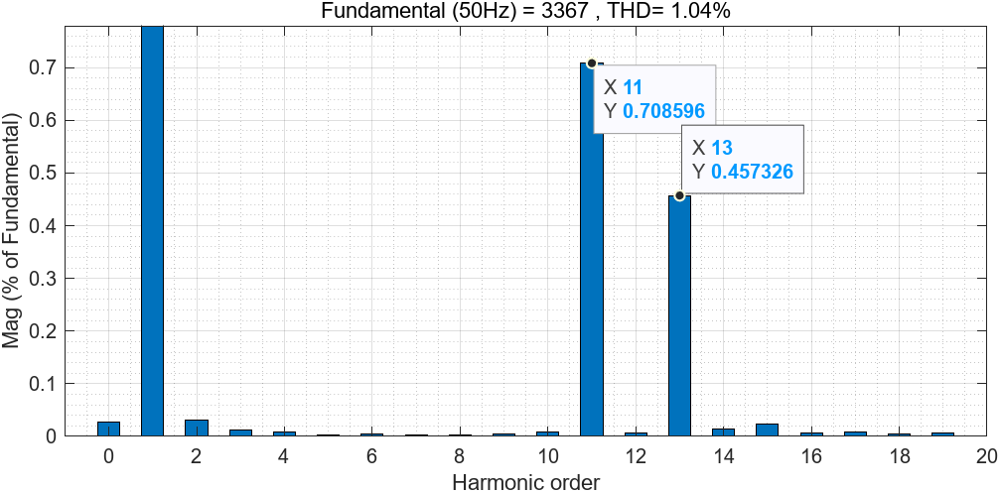 Fundamental (50Hz) = 3367 , THD= 1.04%
Mag (% of Fundamental)
0.7
0.6
0.5
0.4
0.3
0.2
0.1
0
X 11
Y 0.708596
X 13
Y 0.457326
0 2 4 6 8 10 12 14 16 18 20
Harmonic order